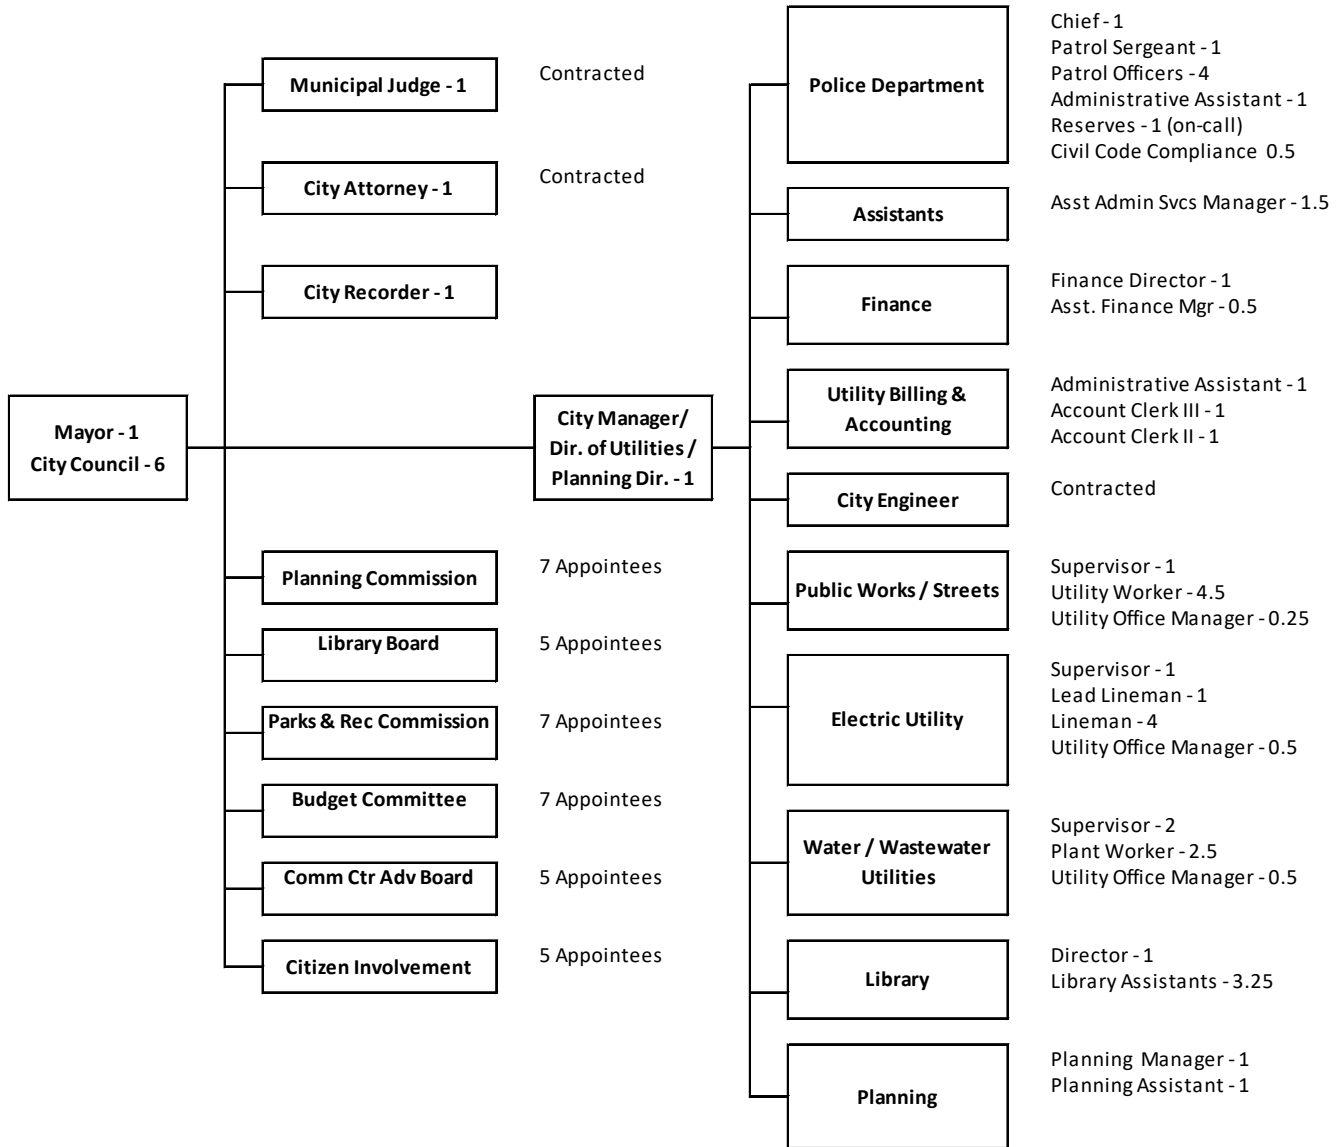 Mayor - 1
City Council - 6
Municipal Judge - 1
Contracted
City Attorney - 1
Contracted
City Recorder - 1
City Manager/
Dir. of Utilities /
Planning Dir. - 1
Planning Commission
7 Appointees
Library Board
5 Appointees
Parks & Rec Commission
7 Appointees
Budget Committee
7 Appointees
Comm Ctr Adv Board
5 Appointees
Citizen Involvement
5 Appointees
Police Department
Chief - 1
Patrol Sergeant - 1
Patrol Officers - 4
Administrative Assistant - 1
Reserves - 1 (on-call)
Civil Code Compliance 0.5
Assistants
Asst Admin Svcs Manager - 1.5
Finance
Finance Director - 1
Asst. Finance Mgr - 0.5
Utility Billing &
Accounting
Administrative Assistant - 1
Account Clerk III - 1
Account Clerk II - 1
City Engineer
Contracted
Public Works / Streets
Supervisor - 1
Utility Worker - 4.5
Utility Office Manager - 0.25
Electric Utility
Supervisor - 1
Lead Lineman - 1
Lineman - 4
Utility Office Manager - 0.5
Water / Wastewater
Utilities
Supervisor - 2
Plant Worker - 2.5
Utility Office Manager - 0.5
Library
Director - 1
Library Assistants - 3.25
Planning
Planning Manager - 1
Planning Assistant - 1